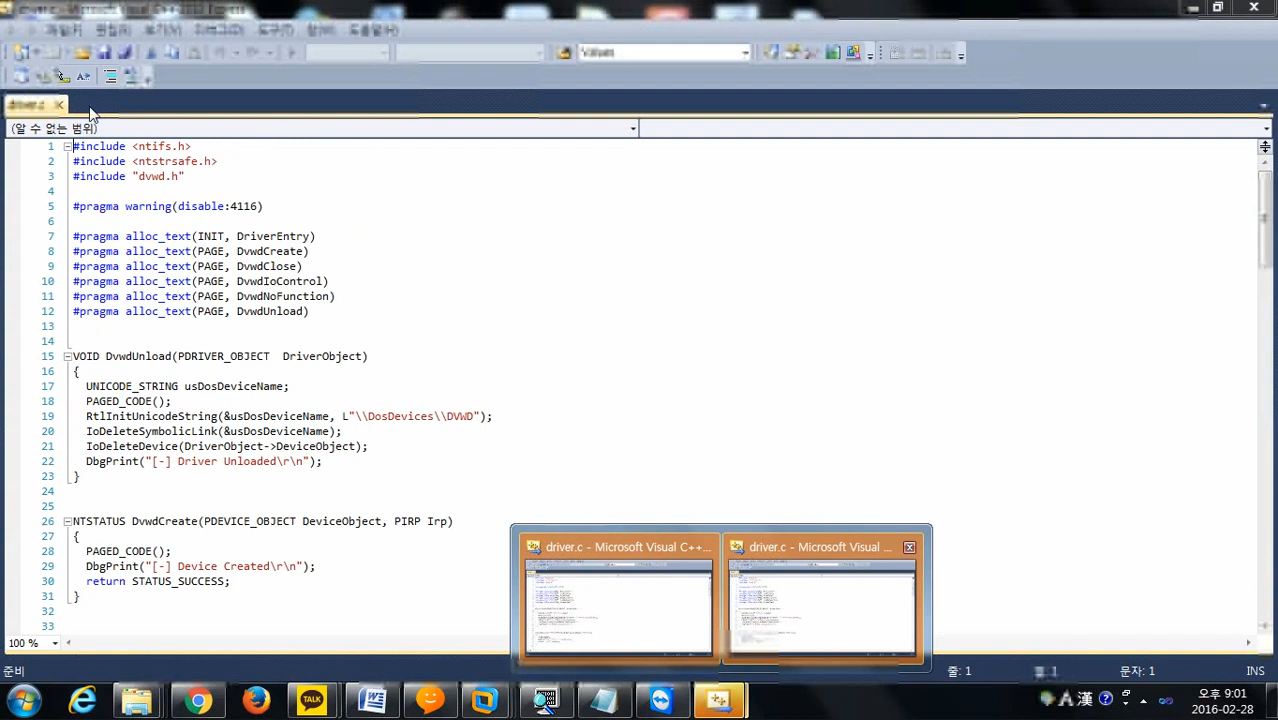 Values
driver.c
(알 수 없는 범위)
1 #include <ntifs.h>
2 #include <ntstrsafe.h>
3 #include "dvwd.h"
4
5 #pragma warning(disable:4116)
6
7 #pragma alloc_text(INIT, DriverEntry)
8 #pragma alloc_text(PAGE, DvwdCreate)
9 #pragma alloc_text(PAGE, DvwdClose)
10 #pragma alloc_text(PAGE, DvwdIoControl)
11 #pragma alloc_text(PAGE, DvwdNoFunction)
12 #pragma alloc_text(PAGE, DvwdUnload)
13
14
15 VOID DvwdUnload(PDRIVER_OBJECT  DriverObject)
16 {
17 UNICODE_STRING usDosDeviceName;
18 PAGED_CODE();
19 RtlInitUnicodeString(&usDosDeviceName, L"\\DosDevices\\DVWD");
20 IoDeleteSymbolicLink(&usDosDeviceName);
21 IoDeleteDevice(DriverObject->DeviceObject);
22 DbgPrint("[-] Driver Unloaded\r\n");
23 }
24
25
26 NTSTATUS DvwdCreate(PDEVICE_OBJECT DeviceObject, PIRP Irp)
27 {
28 PAGED_CODE();
29 DbgPrint("[-] Device Created\r\n");
30 return STATUS_SUCCESS;
31 }
32
33
driver.c - Microsoft Visual C++...
driver.c - Microsoft Visual ...
100 %
준비
줄: 1
문자: 1
INS
TALK
漢
오후 9:01
2016-02-28